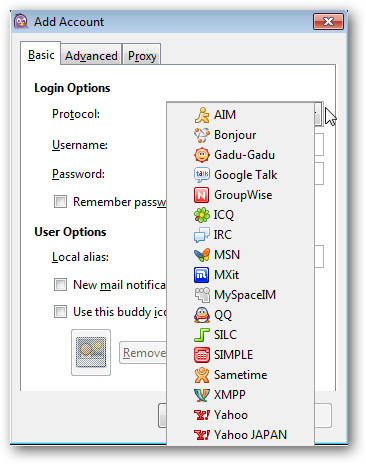 Add Account
Basic Advanced Proxy
Login Options
Protocol:
AIM
Bonjour
Gadu-Gadu
Google Talk
GroupWise
ICQ
IRC
MSN
MXit
MySpaceIM
QQ
SILC
SIMPLE
Sametime
XMPP
Yahoo
Yahoo JAPAN
Username:
Password:
Remember passw
User Options
Local alias:
New mail notifica
Use this buddy ico
Remove